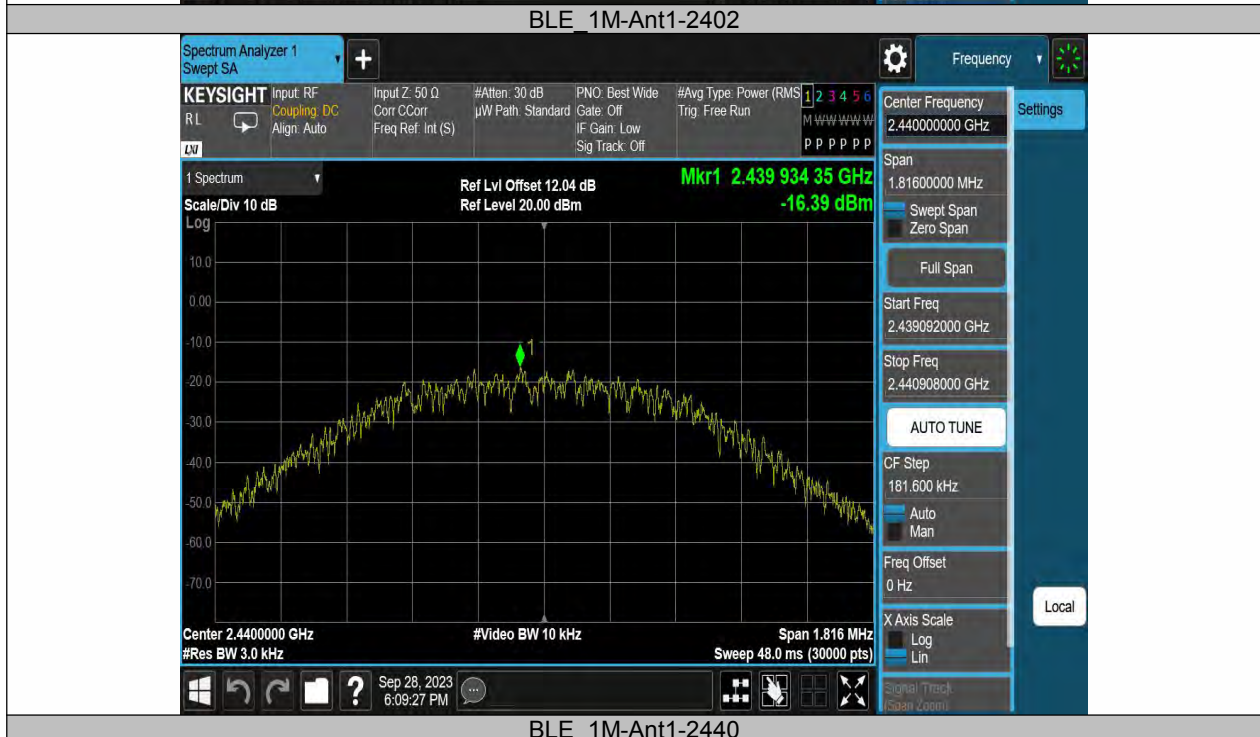 BLE_1M-Ant1-2402
Spectrum Analyzer 1
Swept SA
+
Frequency
KEYSIGHT
R L
LXI
Input: RF
Coupling: DC
Align: Auto
Input Z: 50 Ω
Corr CCorr
Freq Ref: Int (S)
#Atten: 30 dB
µW Path: Standard
PNO: Best Wide
Gate: Off
IF Gain: Low
Sig Track: Off
#Avg Type: Power (RMS
Trig: Free Run
1 2 3 4 5 6
M W W W W W
P P P P P P
Center Frequency
2.440000000 GHz
Settings
1 Spectrum
Scale/Div 10 dB
Ref Lvl Offset 12.04 dB
Ref Level 20.00 dBm
Mkr1 2.439 934 35 GHz
-16.39 dBm
Span
1.81600000 MHz
Swept Span
Zero Span
Full Span
Start Freq
2.439092000 GHz
Stop Freq
2.440908000 GHz
AUTO TUNE
CF Step
181.600 kHz
Auto
Man
Freq Offset
0 Hz
X Axis Scale
Log
Lin
Signal Track
(Span Zoom)
Local
Log
10.0
0.00
-10.0
-20.0
-30.0
-40.0
-50.0
-60.0
-70.0
1
Center 2.4400000 GHz
#Res BW 3.0 kHz
#Video BW 10 kHz
Span 1.816 MHz
Sweep 48.0 ms (30000 pts)
?
Sep 28, 2023
6:09:27 PM
BLE_1M-Ant1-2440